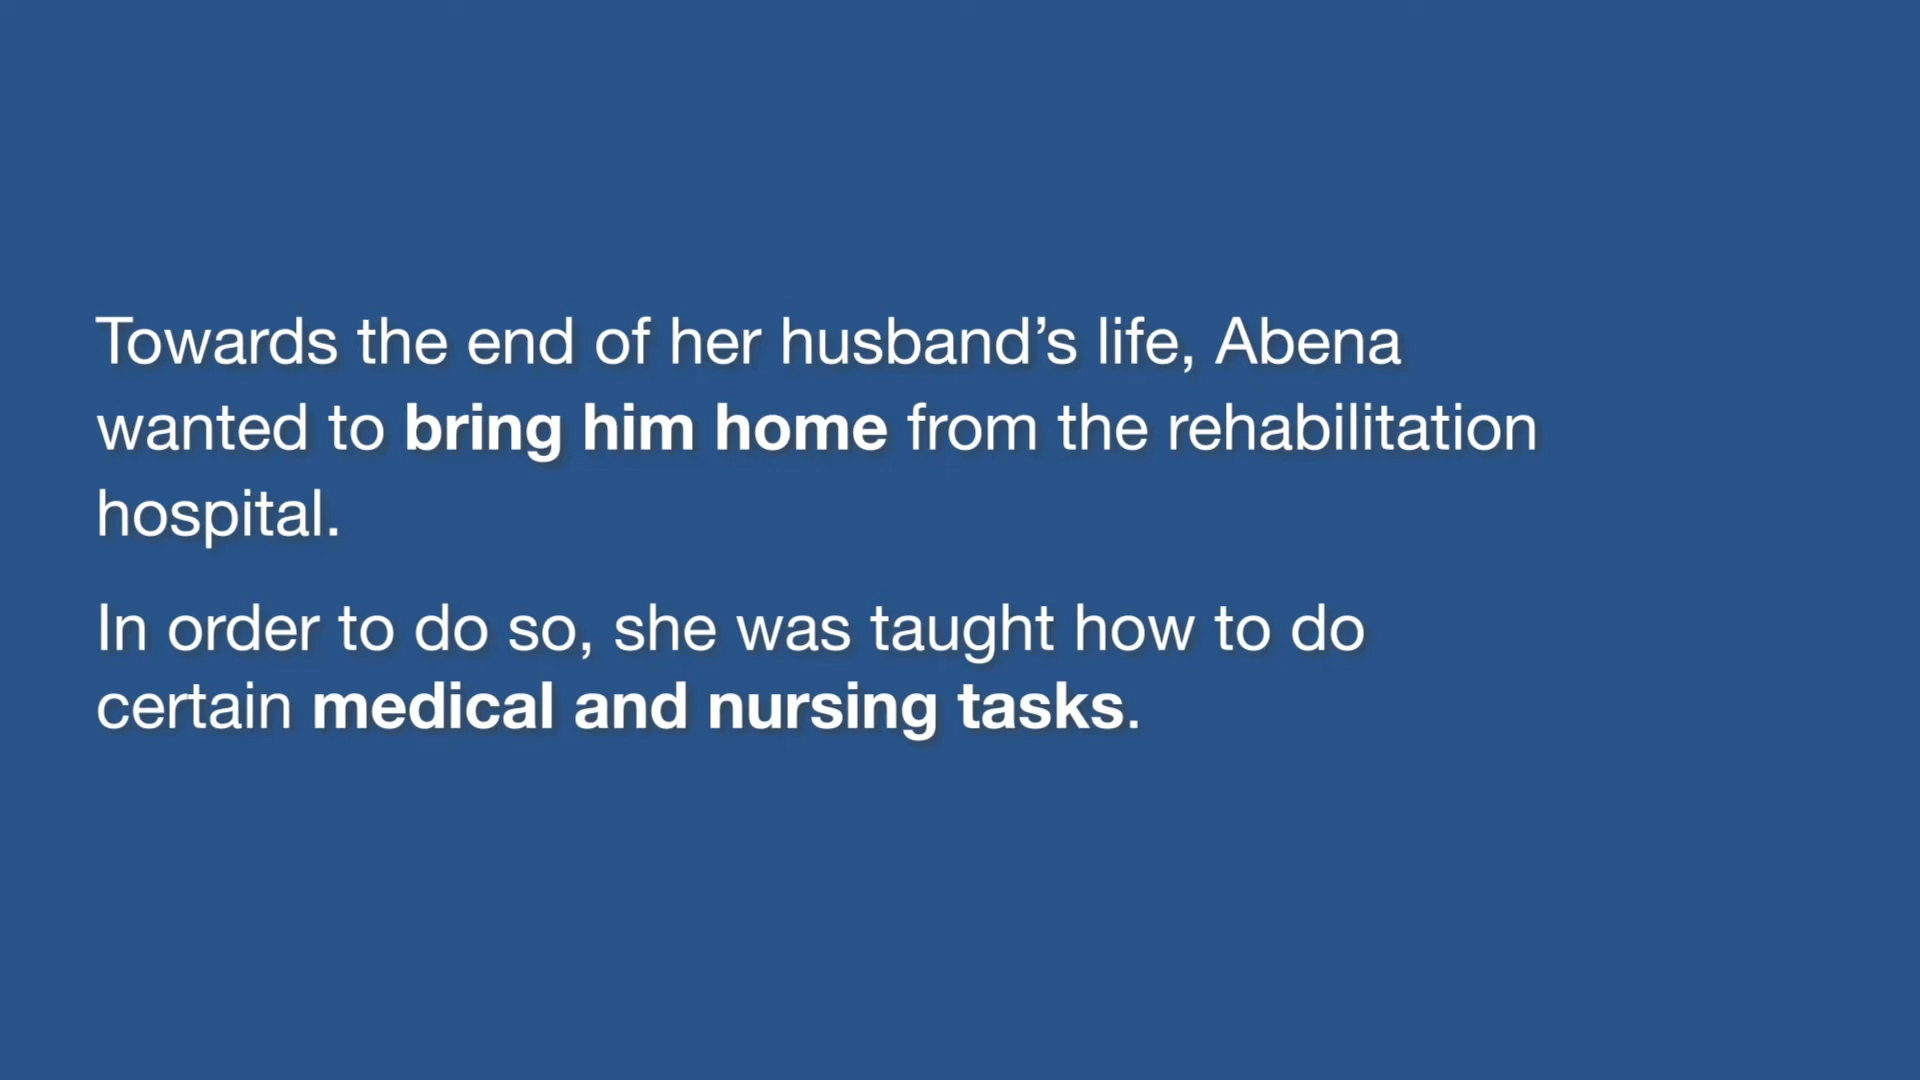 Towards the end of her husband’s life, Abena
wanted to bring him home from the rehabilitation
hospital.
In order to do so, she was taught how to do
certain medical and nursing tasks.